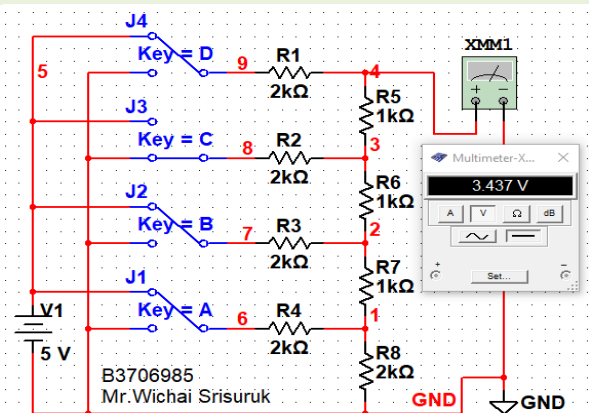 J4
XMM1
5
Key = D
9
R1
4
2kΩ
R5
1kΩ
J3
Key = C
8
R2
3
2kΩ
R6
1kΩ
J2
Key = B
7
R3
2
2kΩ
R7
1kΩ
J1
Key = A
6
R4
1
2kΩ
R8
2kΩ
V1
5 V
B3706985
Mr.Wichai Srisuruk
GND
GND
+ −
Multimeter-X... ×
3.437 V
A V Ω dB
+ −
Set...